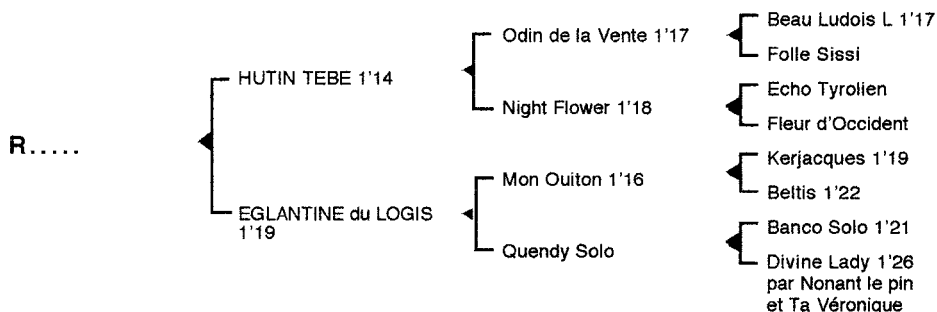 R.....
HUTIN TEBE 1'14
EGLANTINE du LOGIS
1'19
Odin de la Vente 1'17
Night Flower 1'18
Mon Ouiton 1'16
Quendy Solo
Beau Ludois L 1'17
Folle Sissi
Echo Tyrolien
Fleur d'Occident
Kerjacques 1'19
Beltis 1'22
Banco Solo 1'21
Divine Lady 1'26
par Nonant le pin
et Ta Véronique